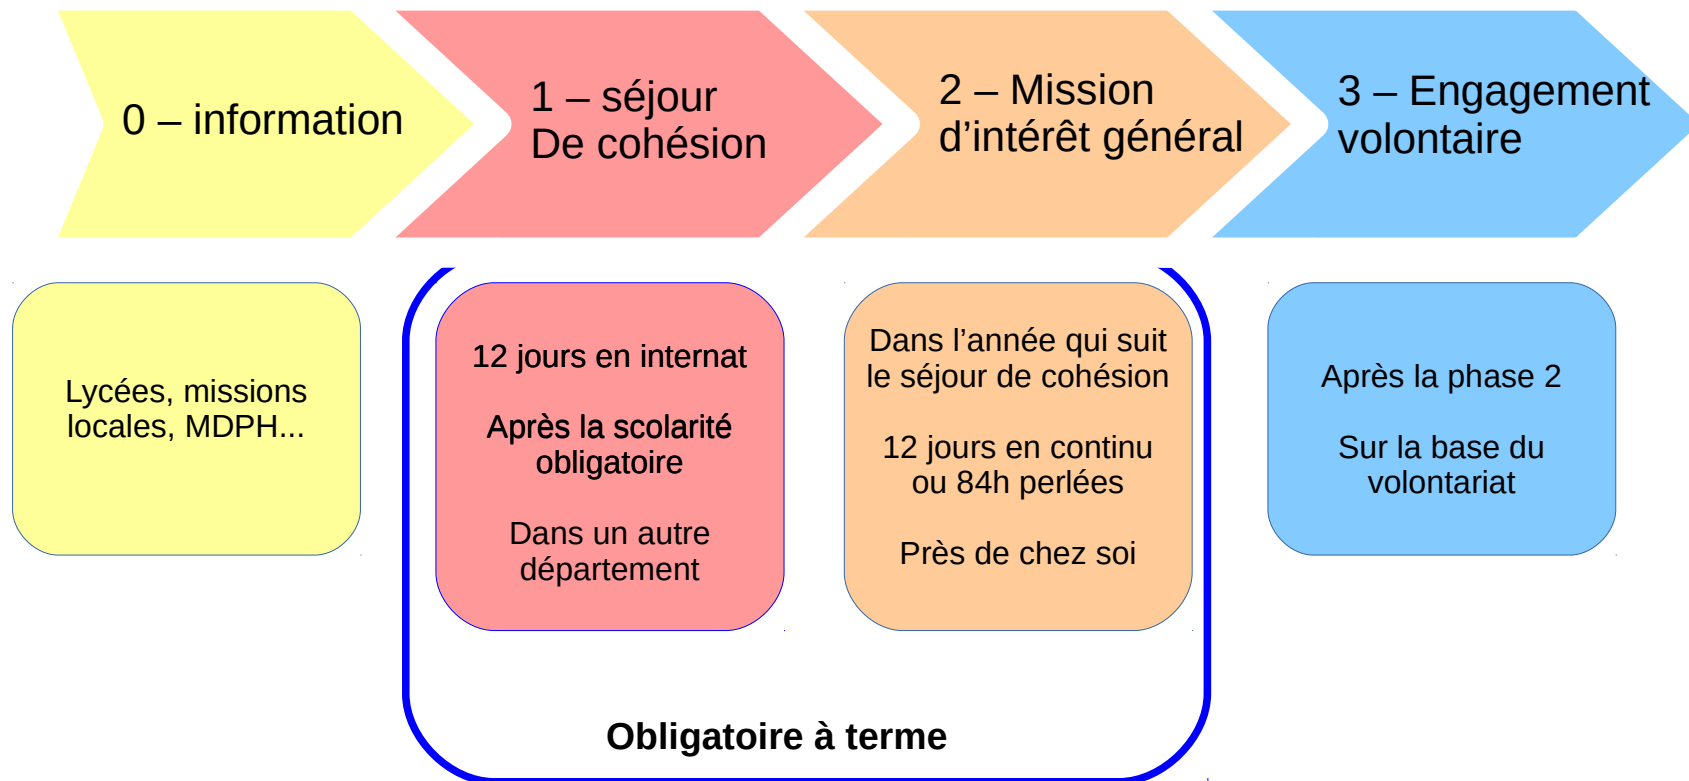 0 – information
1 – séjour
De cohésion
2 – Mission
d’intérêt général
3 – Engagement
volontaire
Lycées, missions
locales, MDPH...
12 jours en internat
Après la scolarité
obligatoire
Dans un autre
département
Dans l’année qui suit
le séjour de cohésion
12 jours en continu
ou 84h perlées
Près de chez soi
Après la phase 2
Sur la base du
volontariat
Obligatoire à terme